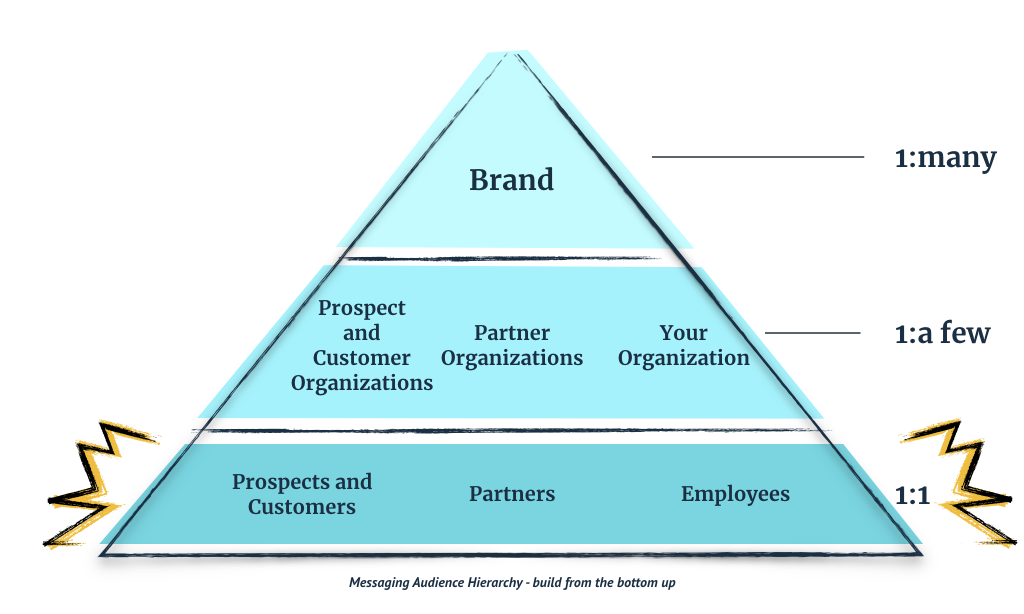 1:many
Brand
Prospect
and
Customer
Organizations
Partner
Organizations
Your
Organization
1:a few
Prospects and
Customers
Partners
Employees
1:1
Messaging Audience Hierarchy - build from the bottom up